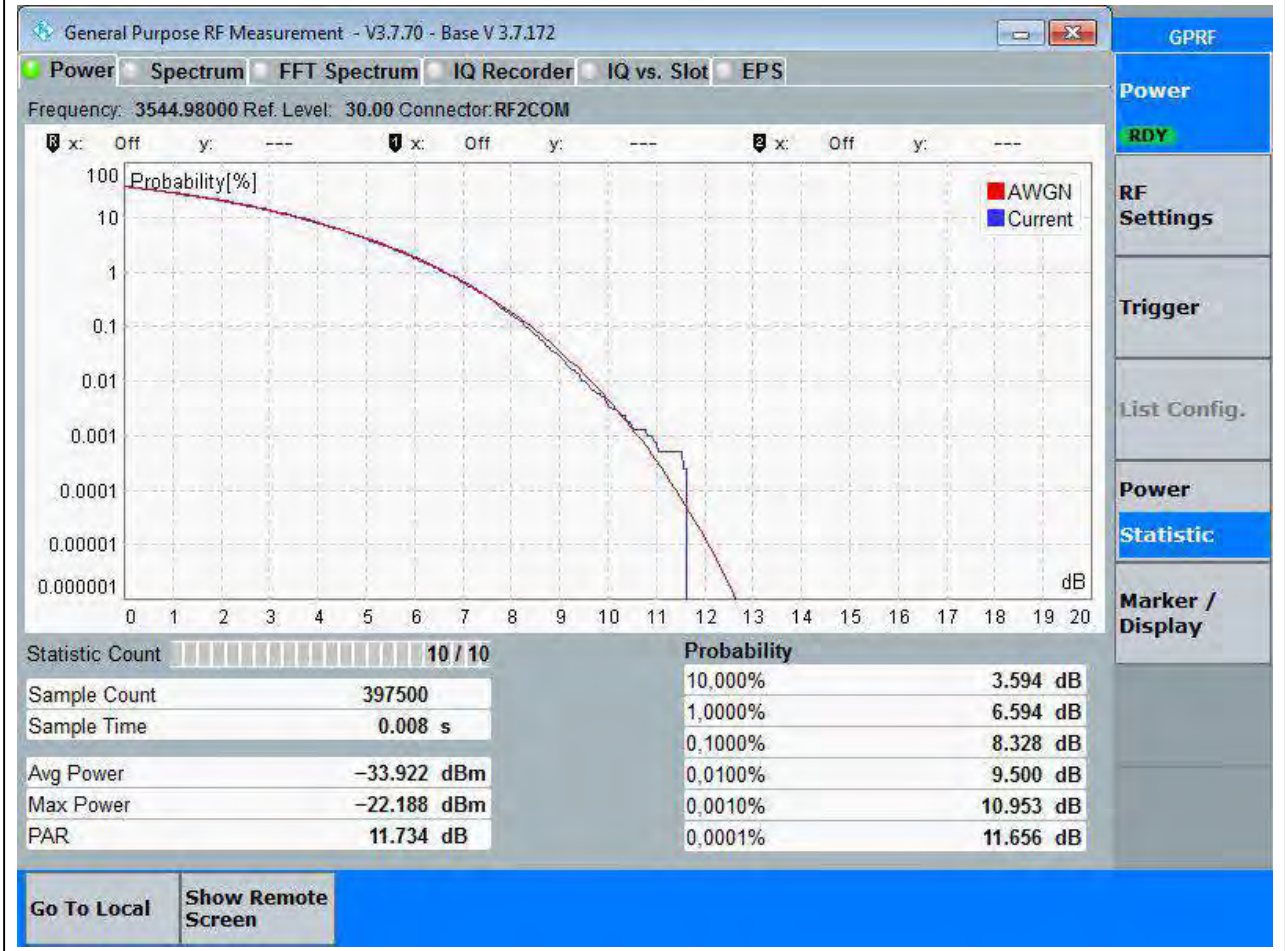 General Purpose RF Measurement - V3.7.70 - Base V 3.7.172
GPRF
Power Spectrum FFT Spectrum IQ Recorder IQ vs. Slot EPS
Frequency: 3544.98000 Ref. Level: 30.00 Connector:RF2COM
R x: Off y: --- 1 x: Off y: --- 2 x: Off y: ---
Probability[%]
100
10
1
0.1
0.01
0.001
0.0001
0.00001
0.000001
AWGN
Current
dB
0 1 2 3 4 5 6 7 8 9 10 11 12 13 14 15 16 17 18 19 20
Statistic Count 10 / 10
Sample Count 397500
Sample Time 0.008 s
Avg Power −33.922 dBm
Max Power −22.188 dBm
PAR 11.734 dB
Probability
10,000% 3.594 dB
1,0000% 6.594 dB
0,1000% 8.328 dB
0,0100% 9.500 dB
0,0010% 10.953 dB
0,0001% 11.656 dB
Power
RDY
RF
Settings
Trigger
List Config.
Power
Statistic
Marker /
Display
Go To Local
Show Remote
Screen